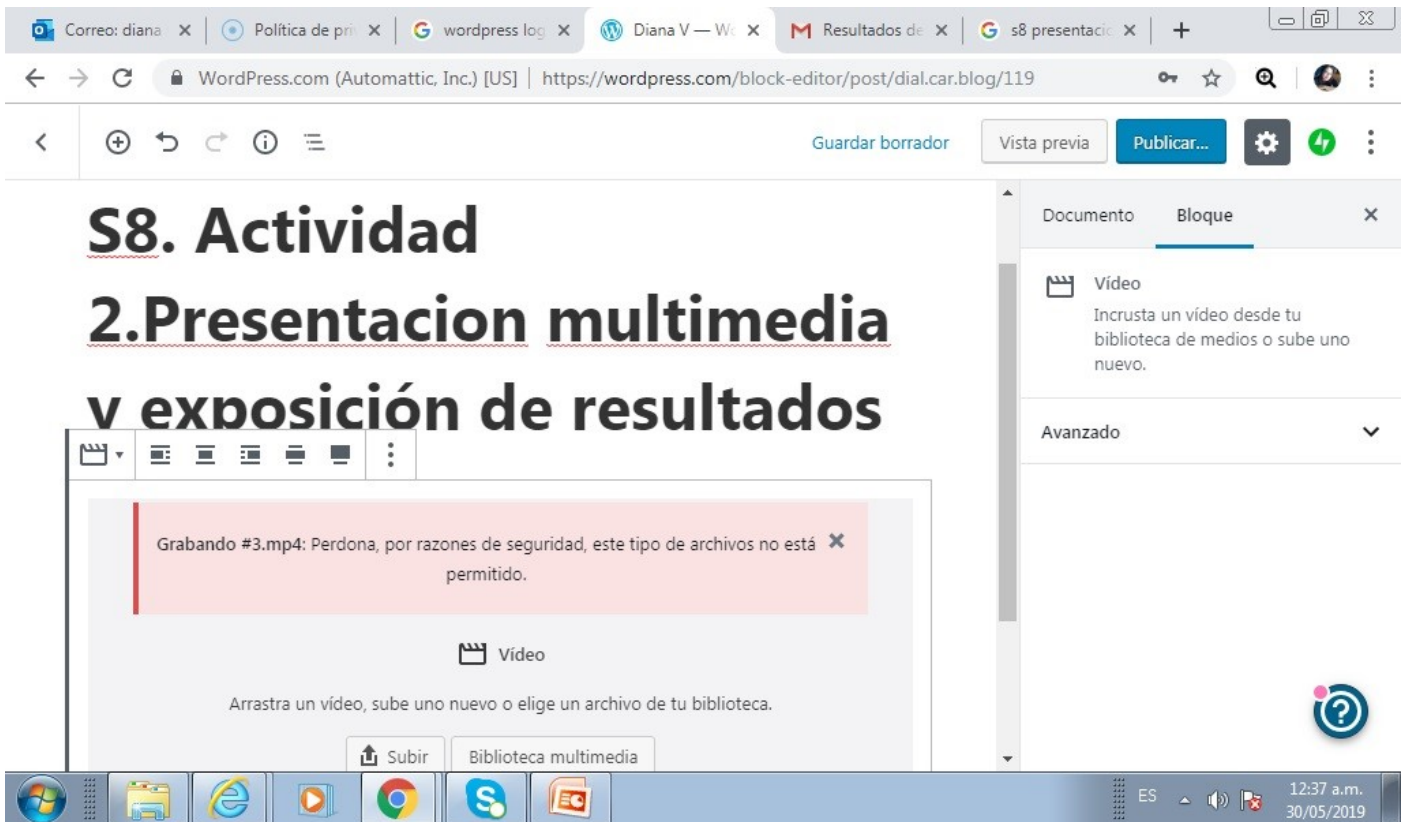 Correo: diana
Política de pri
wordpress log
Diana V — Wo
Resultados de
s8 presentacio
WordPress.com (Automattic, Inc.) [US] | https://wordpress.com/block-editor/post/dial.car.blog/119
Guardar borrador
Vista previa
Publicar...
S8. Actividad
2.Presentacion multimedia
y exposición de resultados
Documento
Bloque
Vídeo
Incrusta un vídeo desde tu
biblioteca de medios o sube uno
nuevo.
Avanzado
Grabando #3.mp4: Perdona, por razones de seguridad, este tipo de archivos no está
permitido.
Vídeo
Arrastra un vídeo, sube uno nuevo o elige un archivo de tu biblioteca.
Subir
Biblioteca multimedia
ES
12:37 a.m.
30/05/2019